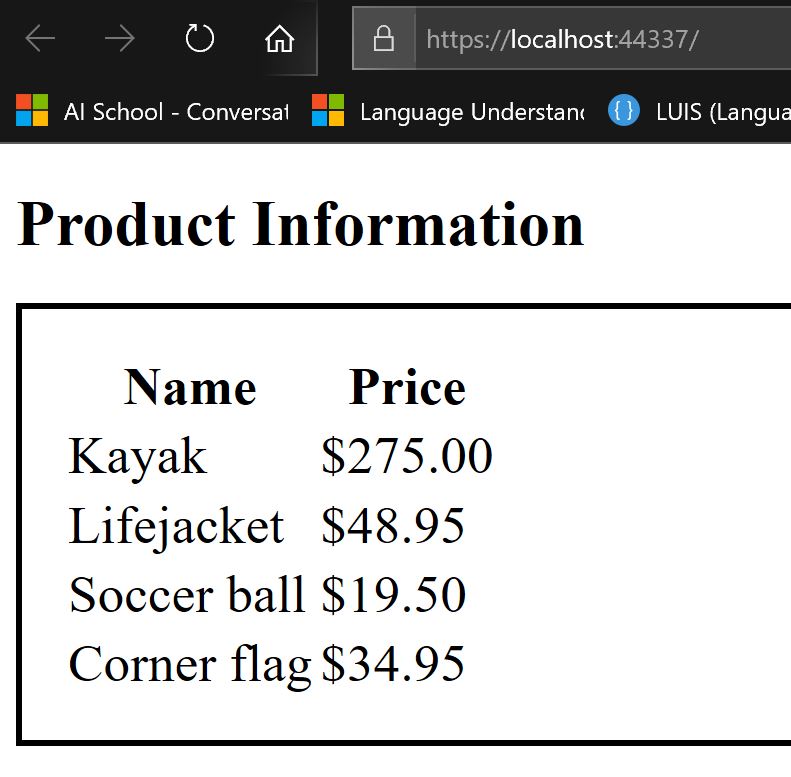 https://localhost:44337/
AI School - Conversat Language Understand LUIS (Langua
Product Information
Name Price
Kayak $275.00
Lifejacket $48.95
Soccer ball $19.50
Corner flag $34.95